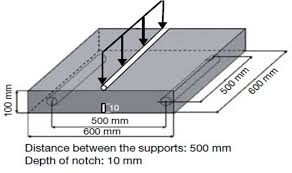 100 mm
10
500 mm
600 mm
500 mm
600 mm
Distance between the supports: 500 mm
Depth of notch: 10 mm